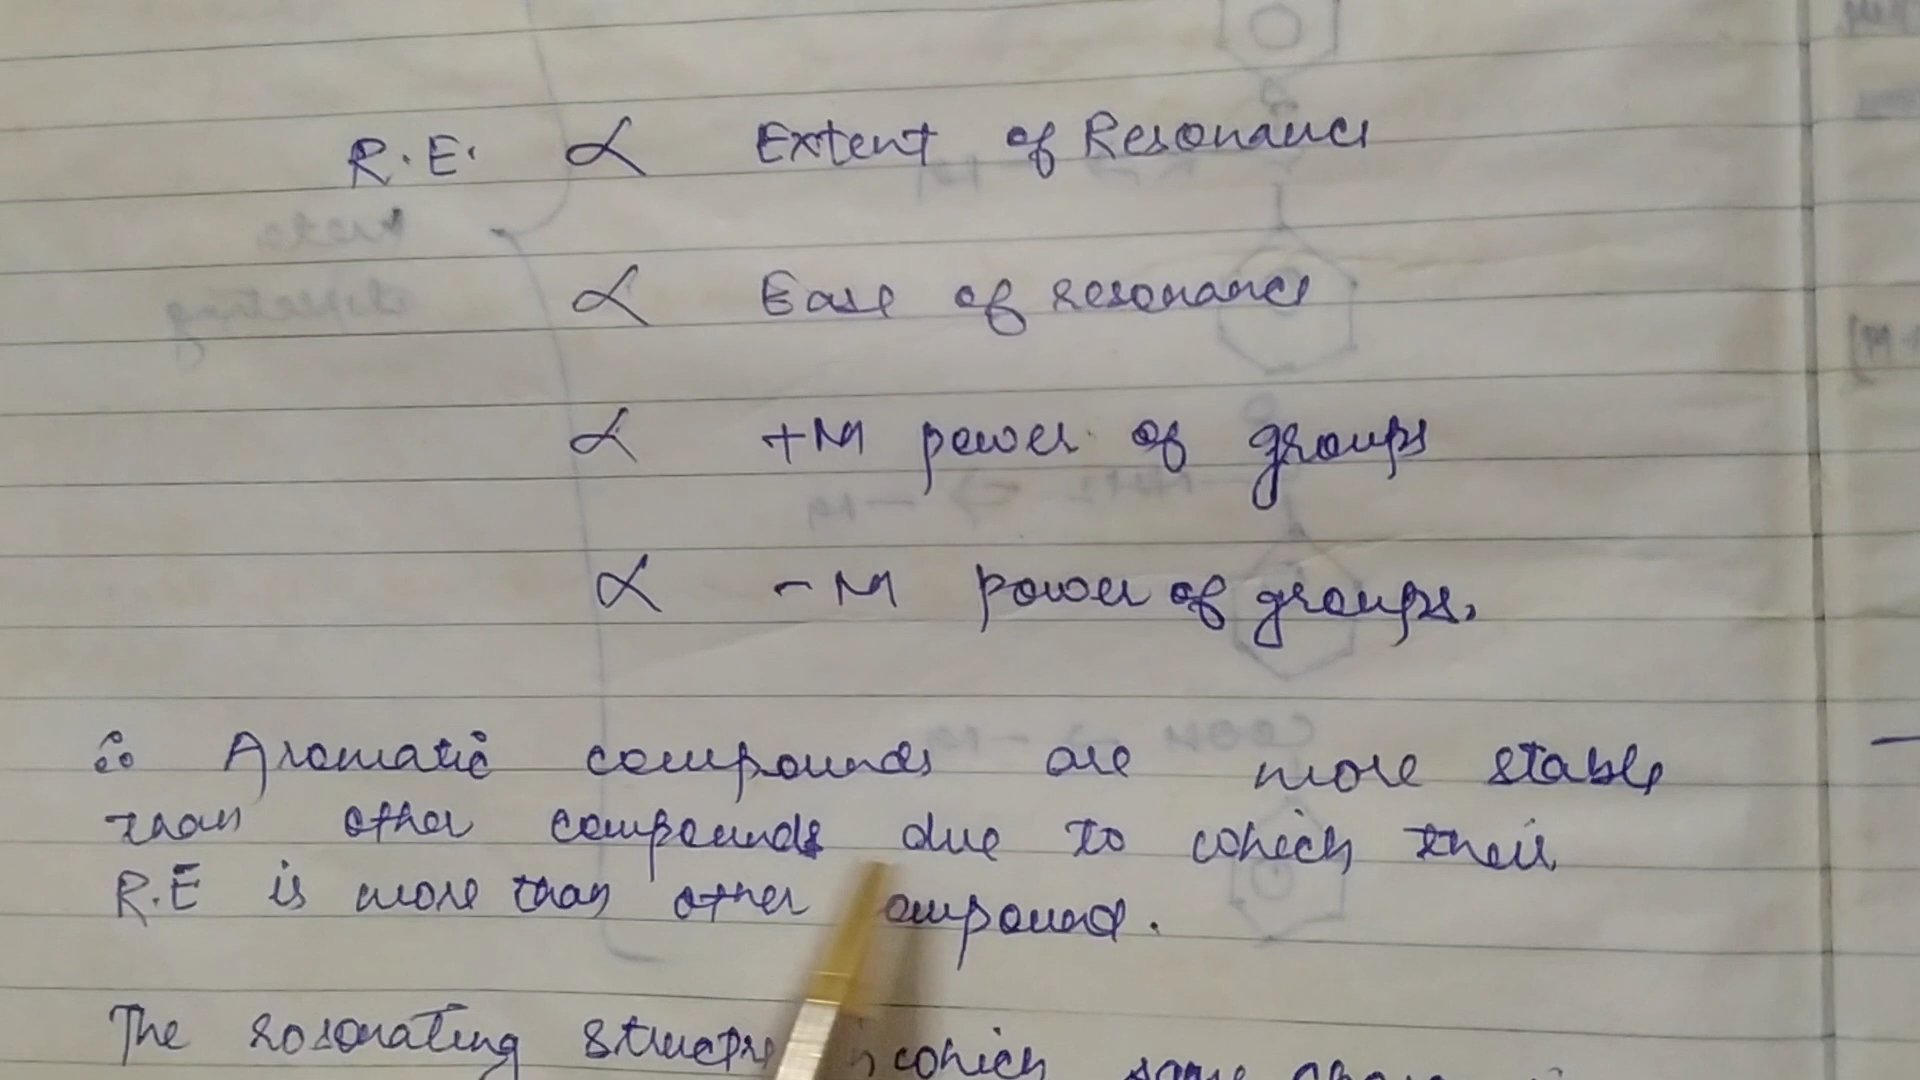 R.E. ∝ Extent of Resonance
∝ Ease of resonance
∝ +M power of groups
∝ -M power of groups.
∴ Aromatic compounds are more stable
than other compounds due to which their
R.E is more than other compound.
The resonating which same